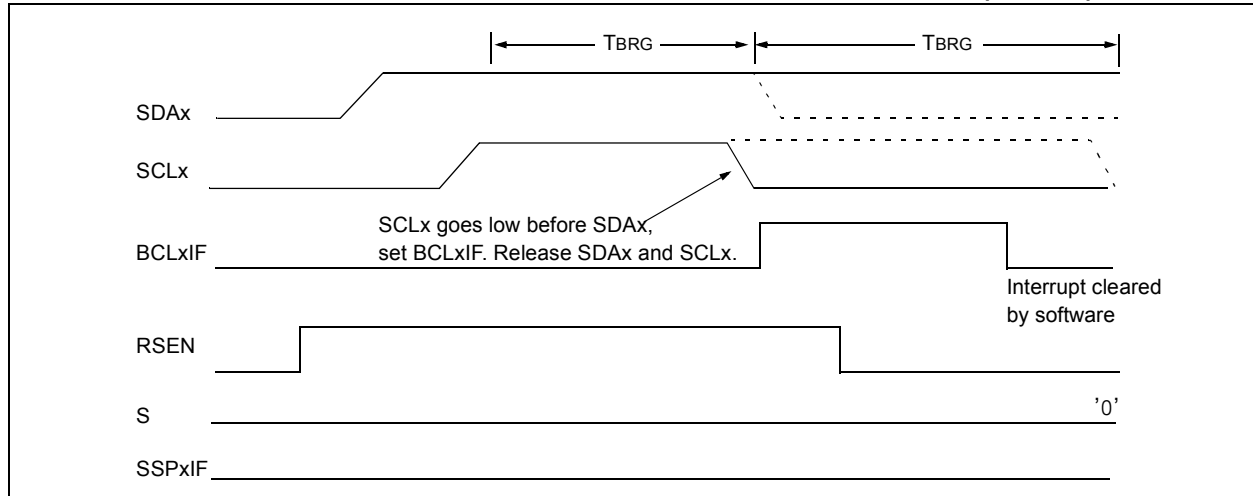 TBRG TBRG
SDAx
SCLx
SCLx goes low before SDAx,
set BCLxIF. Release SDAx and SCLx.
BCLxIF
Interrupt cleared
by software
RSEN
S '0'
SSPxIF